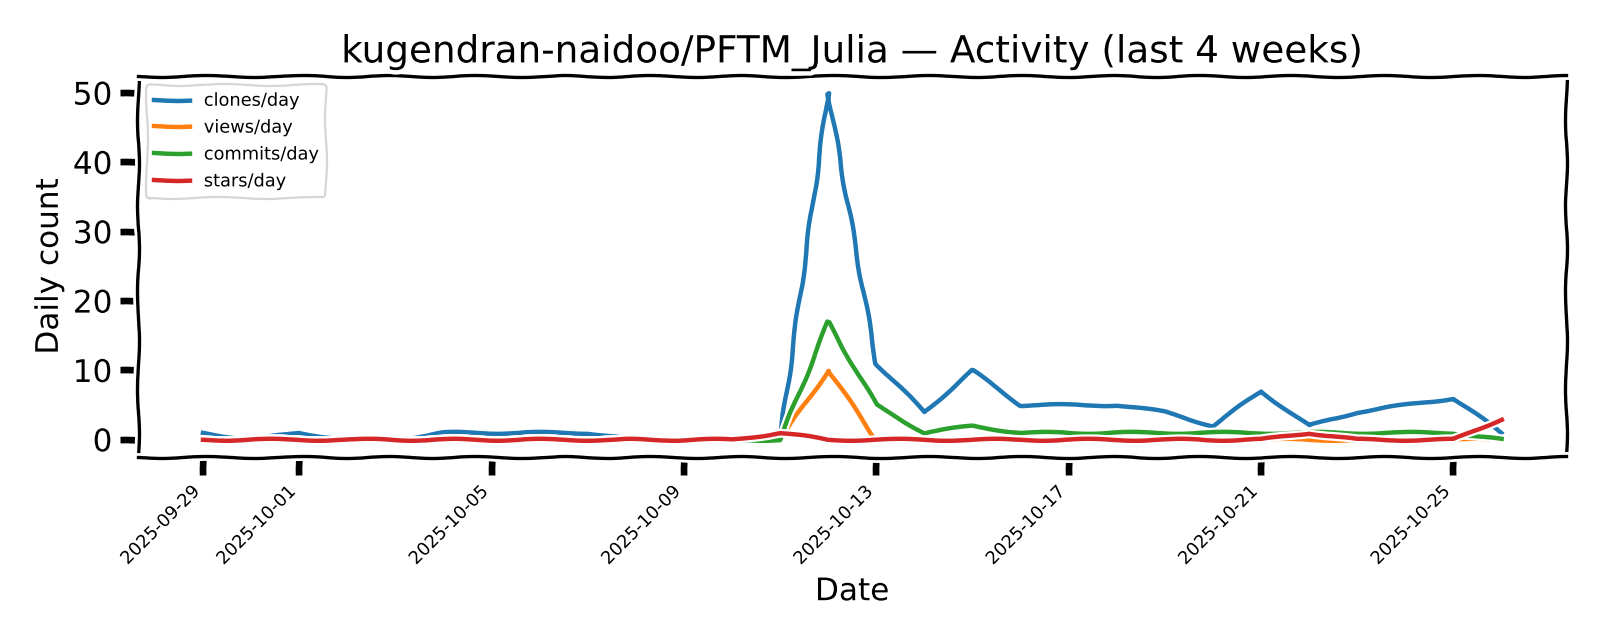 kugendran-naidoo/PFTM_Julia — Activity (last 4 weeks)
clones/day
views/day
commits/day
stars/day
Daily count
50
40
30
20
10
0
2025-09-29
2025-10-01
2025-10-05
2025-10-09
2025-10-13
2025-10-17
2025-10-21
2025-10-25
Date